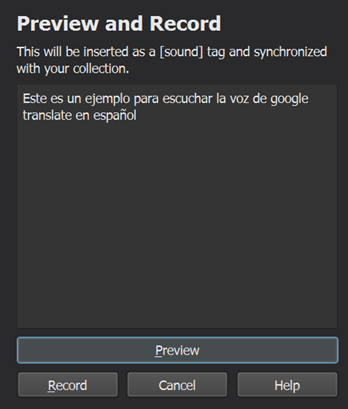 Preview and Record
This will be inserted as a [sound] tag and synchronized
with your collection.
Este es un ejemplo para escuchar la voz de google
translate en español
Preview
Record Cancel Help